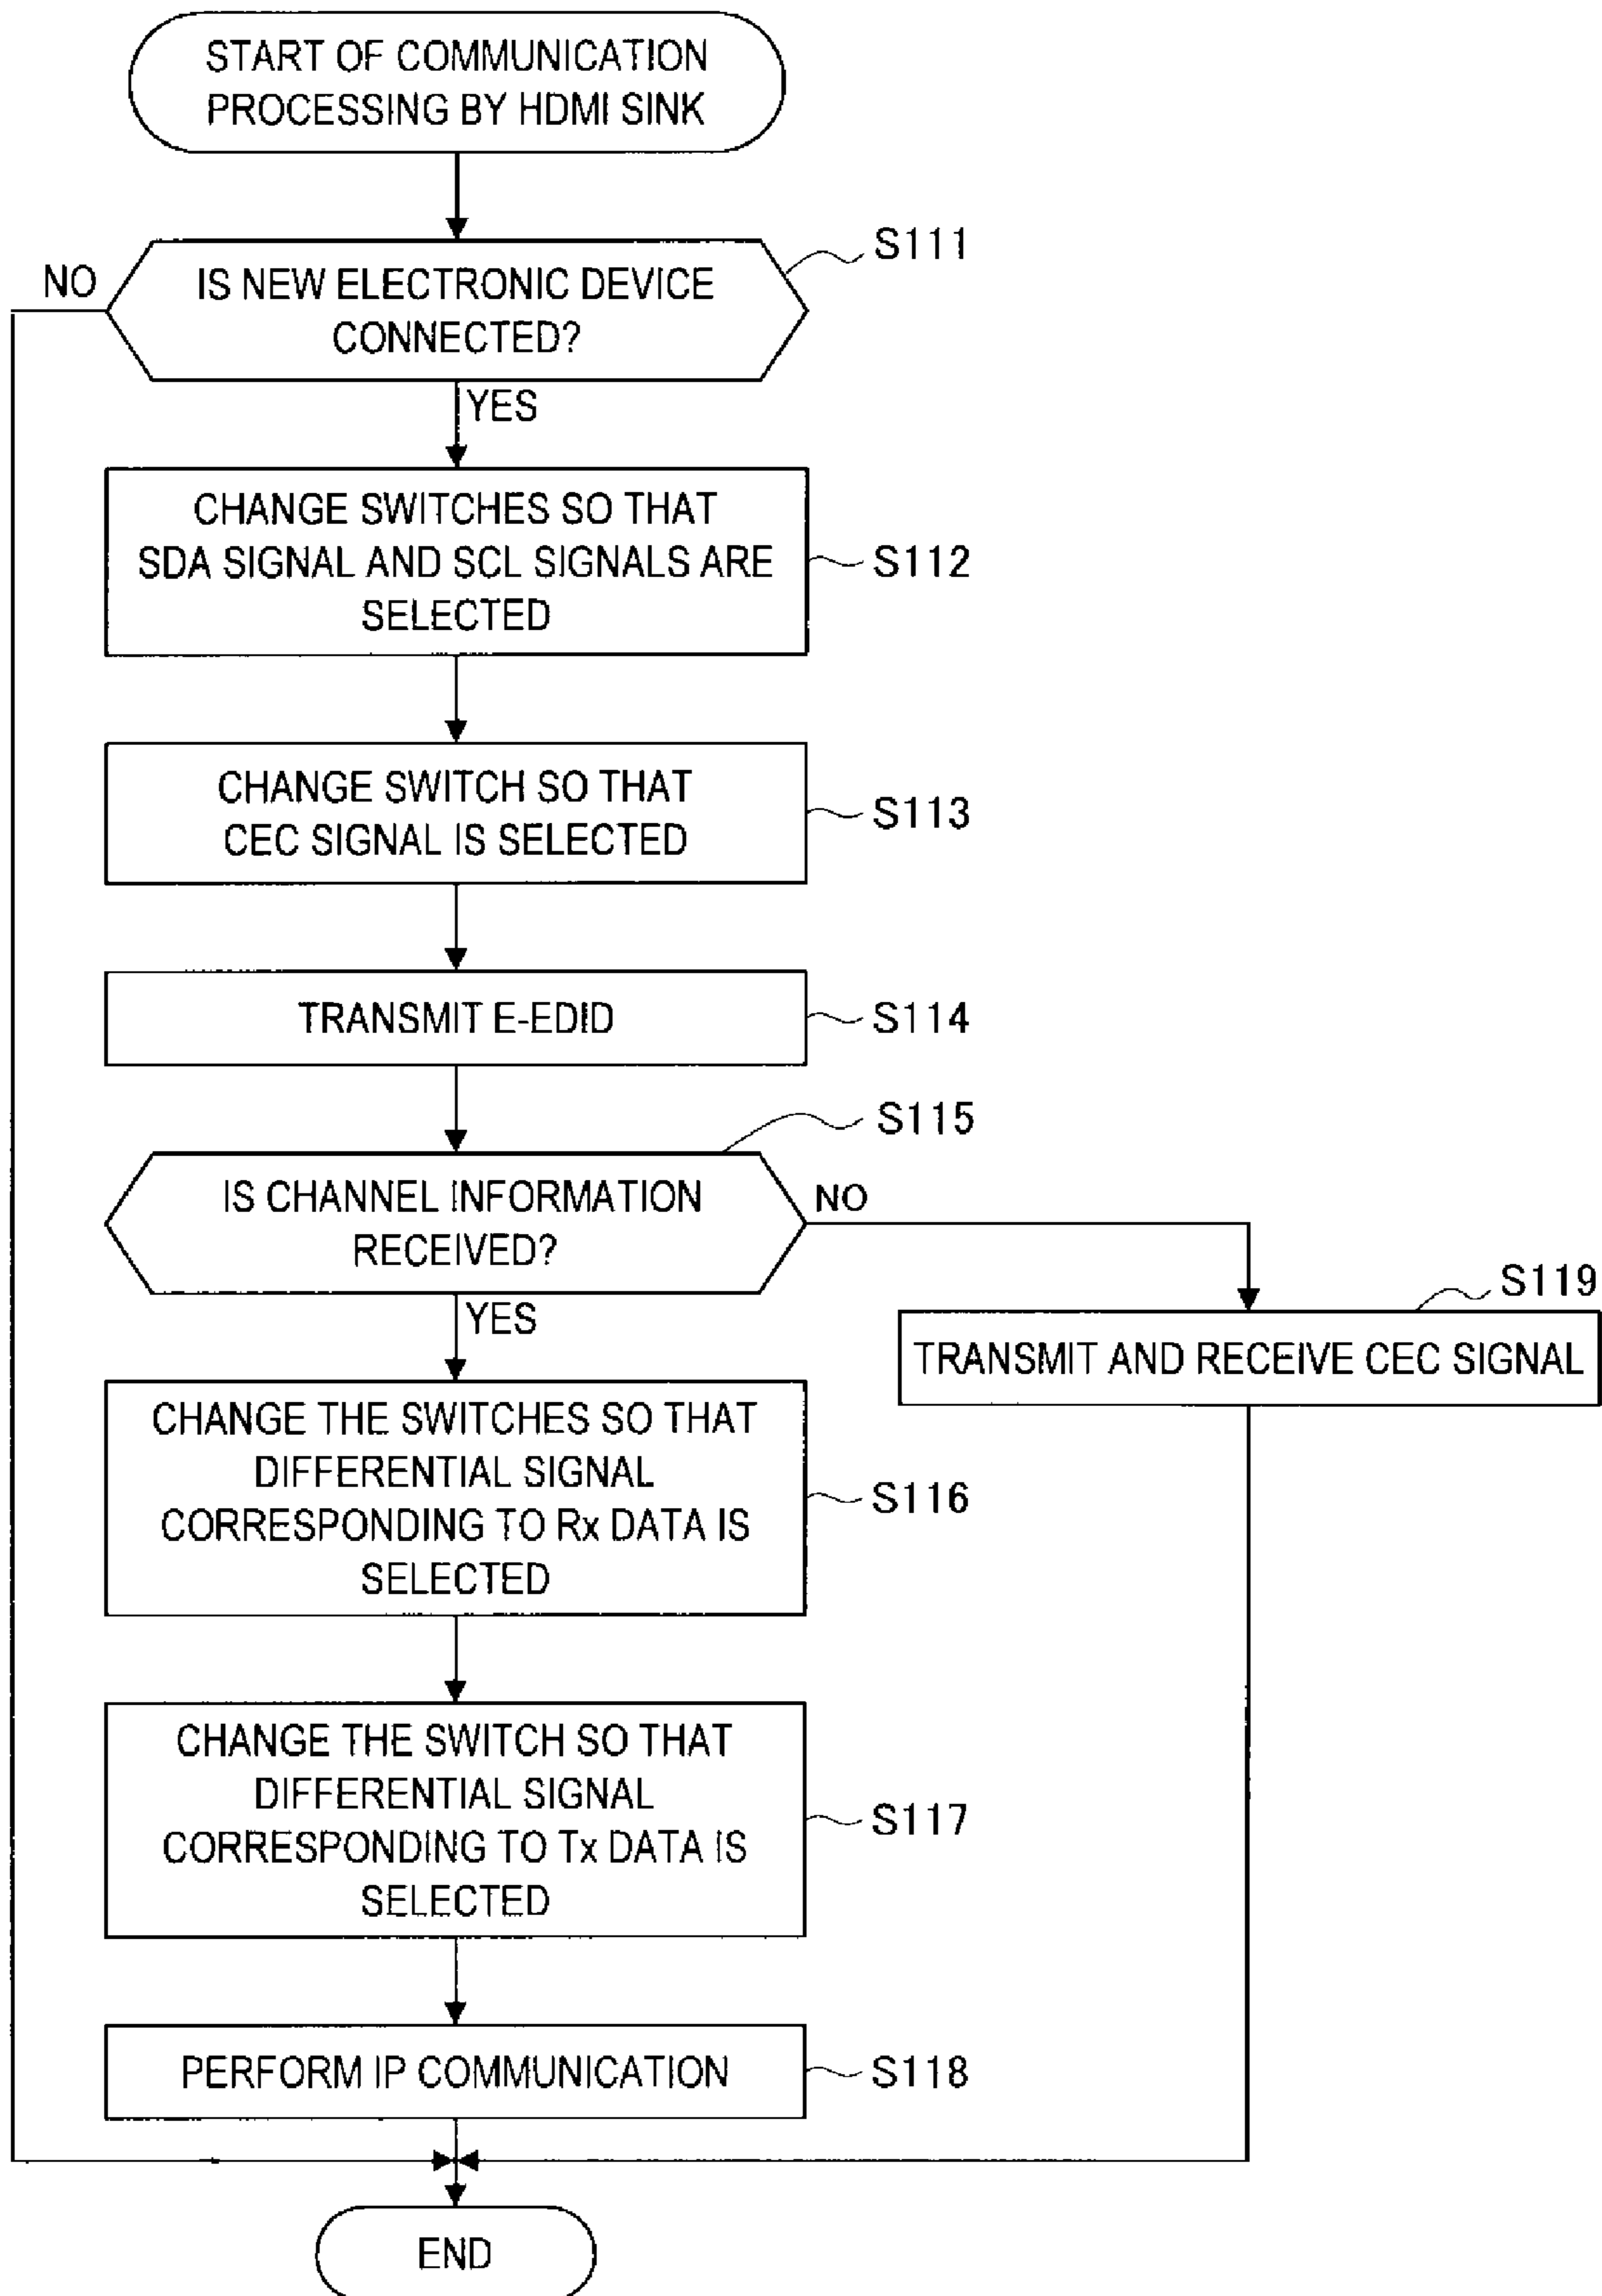 START OF COMMUNICATION
PROCESSING BY HDMI SINK
S111
NO
IS NEW ELECTRONIC DEVICE
CONNECTED?
YES
CHANGE SWITCHES SO THAT
SDA SIGNAL AND SCL SIGNALS ARE
SELECTED
S112
CHANGE SWITCH SO THAT
CEC SIGNAL IS SELECTED
S113
TRANSMIT E-EDID
S114
S115
IS CHANNEL INFORMATION
RECEIVED?
NO
YES
S119
TRANSMIT AND RECEIVE CEC SIGNAL
CHANGE THE SWITCHES SO THAT
DIFFERENTIAL SIGNAL
CORRESPONDING TO Rx DATA IS
SELECTED
S116
CHANGE THE SWITCH SO THAT
DIFFERENTIAL SIGNAL
CORRESPONDING TO Tx DATA IS
SELECTED
S117
PERFORM IP COMMUNICATION
S118
END